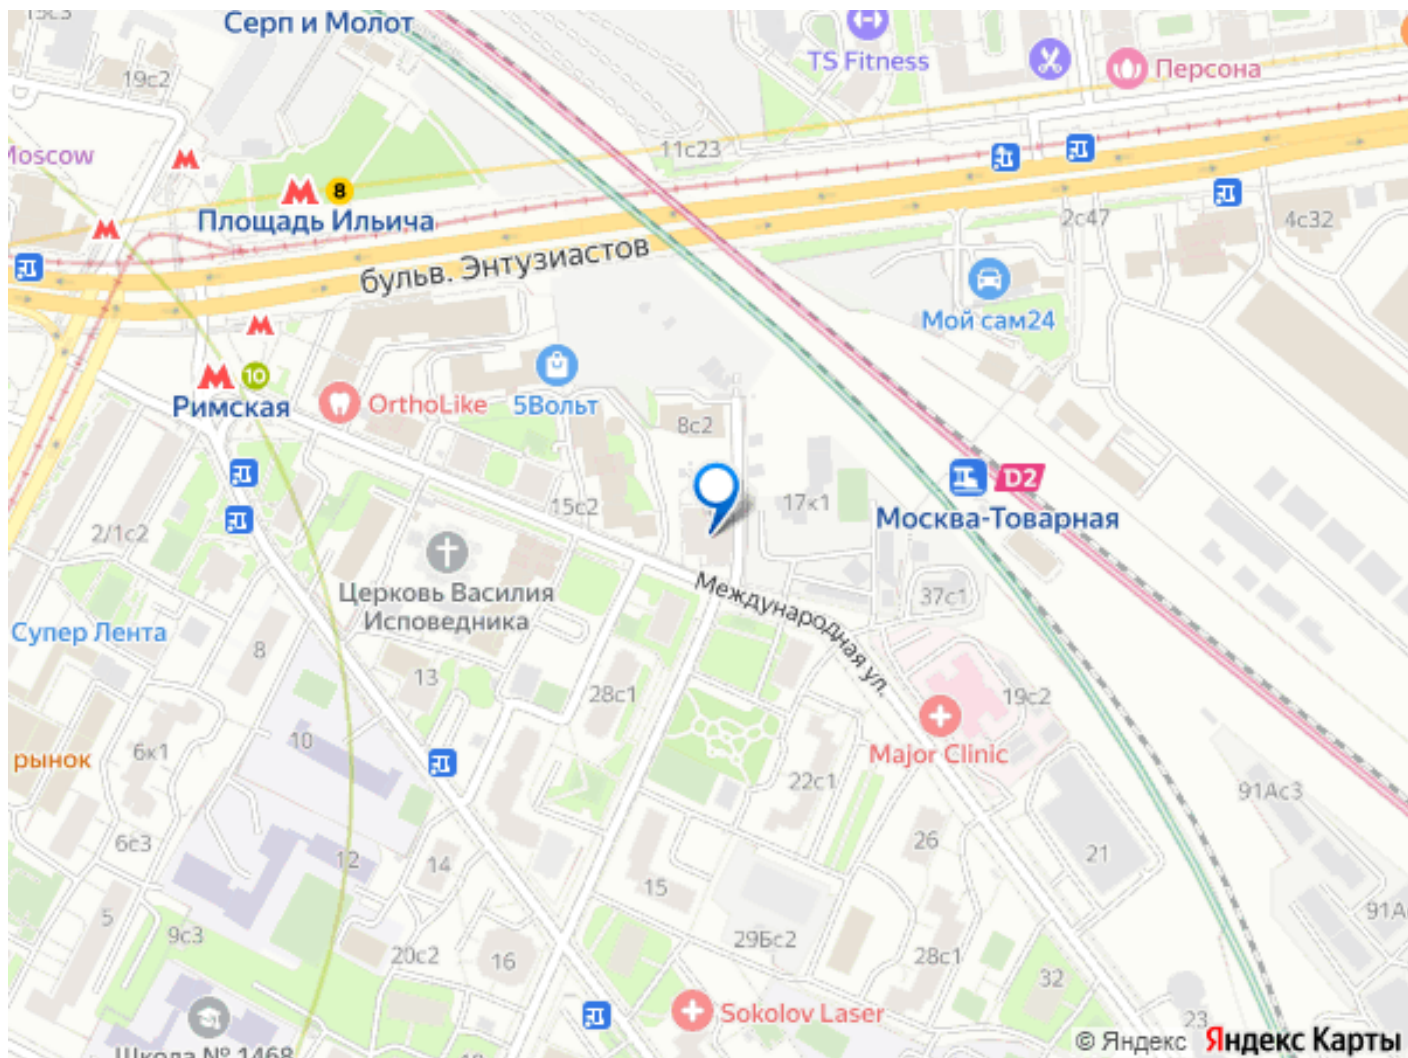 15с3
Серп и Молот
TS Fitness
Персона
19с2
Moscow
11с23
8
Площадь Ильича
2с47
4с32
бульв. Энтузиастов
Мой сам24
10
Римская
OrthoLike
5Вольт
8с2
15с2
17к1
D2
Москва-Товарная
2/1с2
Церковь Василия
Исповедника
Международная ул.
37с1
Супер Лента
8
13
28с1
19с2
10
6к1
рынок
Major Clinic
22с1
91Ас3
6е3
12
14
26
21
15
5
9с3
20с2
16
29Бс2
28с1
91А
32
Sokolov Laser
23
Школа № 1468
© Яндекс Яндекс Карты